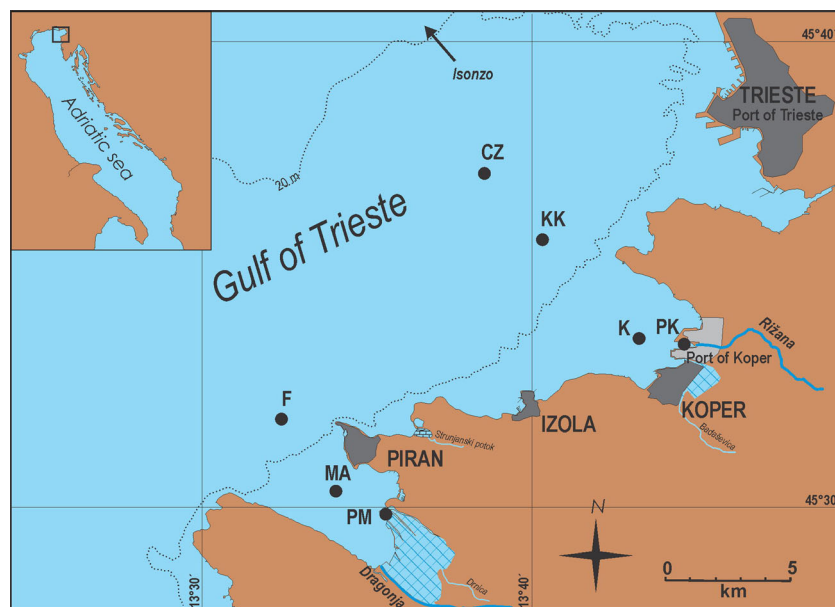 45°40´
Isonzo
Adriatic sea
TRIESTE
Port of Trieste
CZ
20 m
KK
Gulf of Trieste
K
PK
Rižana
Port of Koper
F
KOPER
IZOLA
Badaševica
Strunjanski potok
PIRAN
MA
45°30´
PM
N
Drnica
Dragonja
0
5
km
13°30´
13°40´